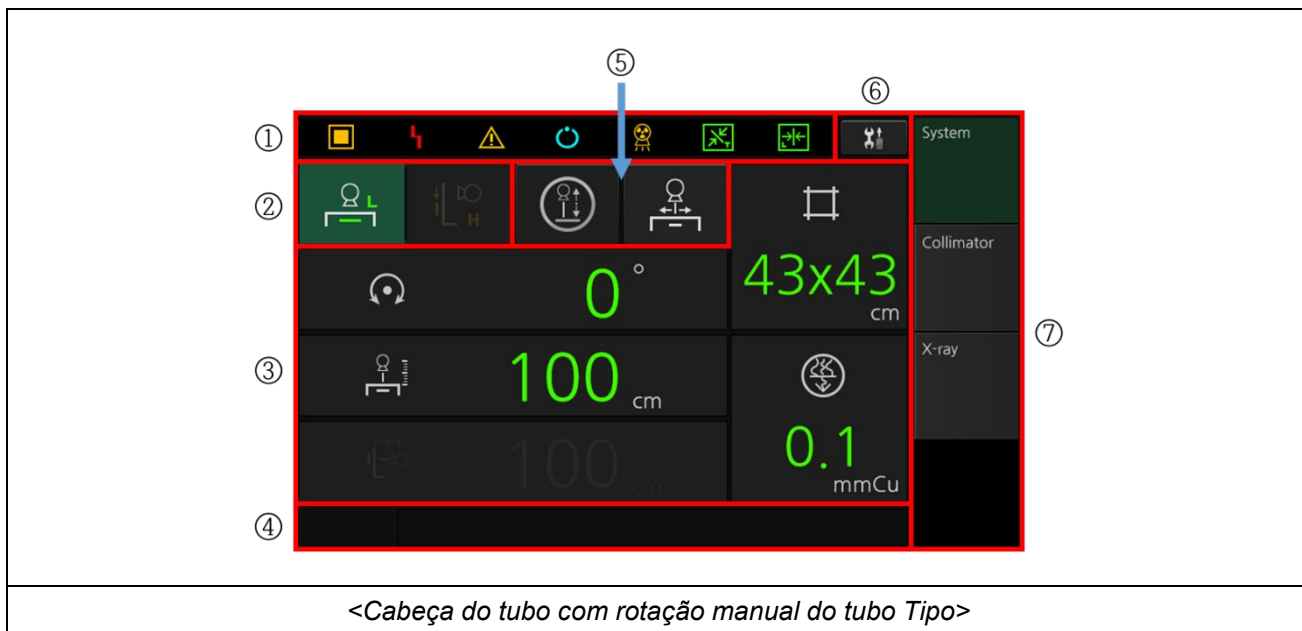 ⑤
⑥
①
System
②
L
H
Collimator
0°
43x43
cm
③
100 cm
X-ray
⑦
100 cm
0.1
mmCu
④
<Cabeça do tubo com rotação manual do tubo Tipo>